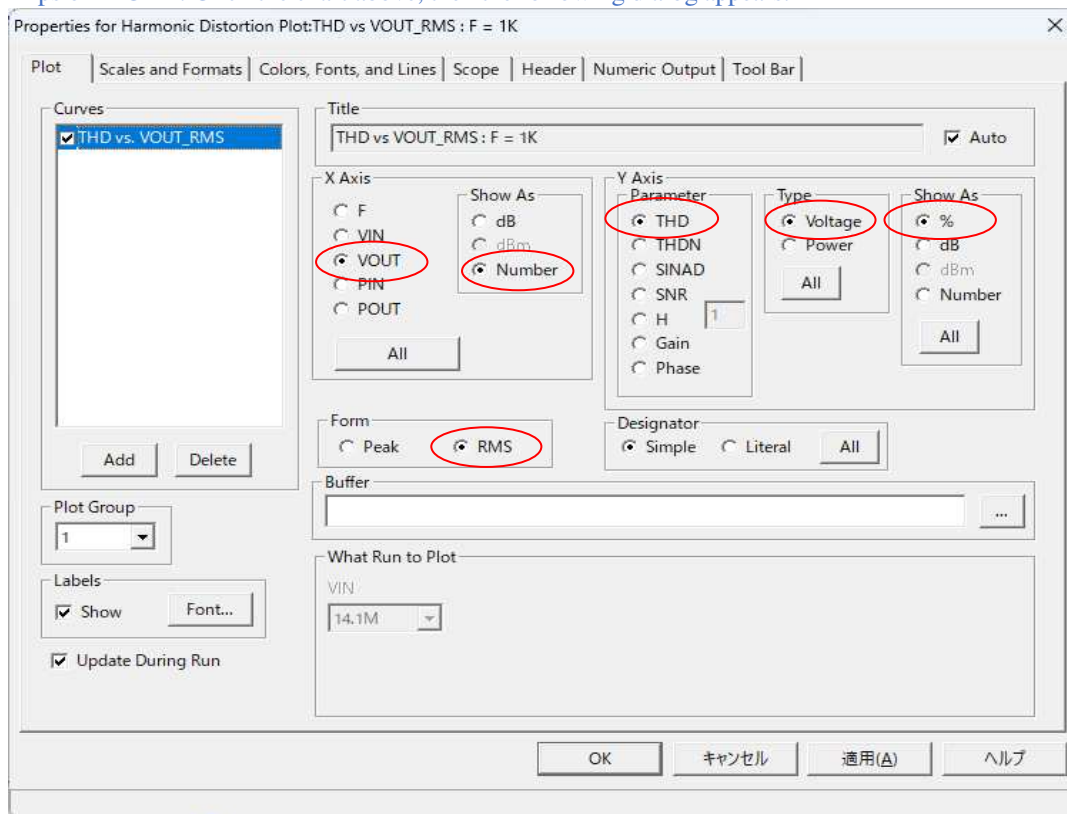 Properties for Harmonic Distortion Plot:THD vs VOUT_RMS : F = 1K
Plot
Scales and Formats
Colors, Fonts, and Lines
Scope
Header
Numeric Output
Tool Bar
Curves
THD vs. VOUT_RMS
Add
Delete
Plot Group
1
Labels
Show
Font...
Update During Run
Title
THD vs VOUT_RMS : F = 1K
Auto
X Axis
F
VIN
VOUT
PIN
POUT
All
Show As
dB
dBm
Number
Y Axis
Parameter
THD
THDN
SINAD
SNR
H
1
Gain
Phase
Type
Voltage
Power
All
Show As
%
dB
dBm
Number
All
Form
Peak
RMS
Designator
Simple
Literal
All
Buffer
...
What Run to Plot
VIN
14.1M
OK
キャンセル
適用(A)
ヘルプ